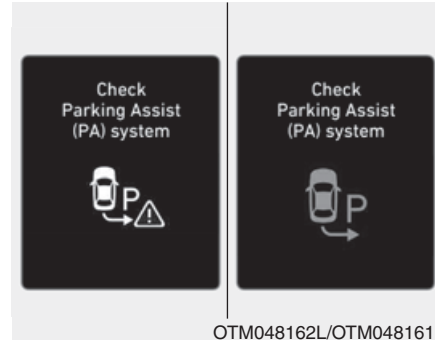 Check
Parking Assist
(PA) system
P
Check
Parking Assist
(PA) system
P
OTM048162L/OTM048161